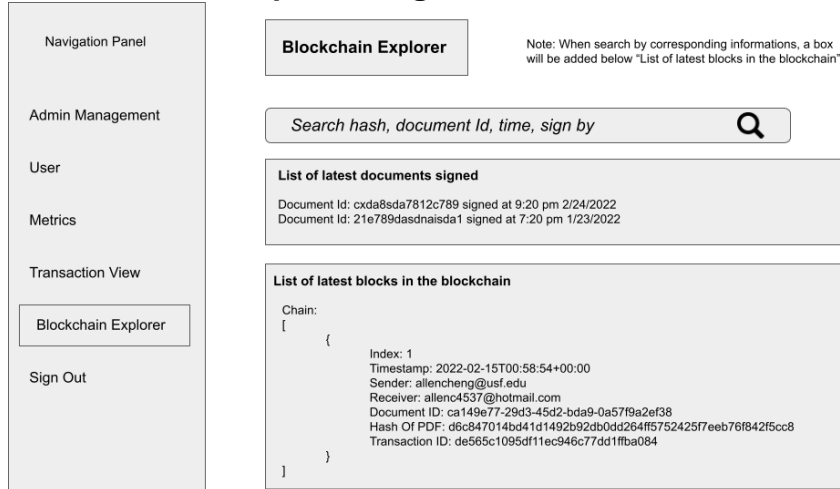 Navigation Panel
Admin Management
User
Metrics
Transaction View
Blockchain Explorer
Sign Out
Blockchain Explorer
Note: When search by corresponding informations, a box
will be added below "List of latest blocks in the blockchain"
Search hash, document Id, time, sign by
List of latest documents signed
Document Id: cxda8sda7812c789 signed at 9:20 pm 2/24/2022
Document Id: 21e789dasdnaisda1 signed at 7:20 pm 1/23/2022
List of latest blocks in the blockchain
Chain:
[
{
Index: 1
Timestamp: 2022-02-15T00:58:54+00:00
Sender: allencheng@usf.edu
Receiver: allenc4537@hotmail.com
Document ID: ca149e77-29d3-45d2-bda9-0a57f9a2ef38
Hash Of PDF: d6c847014bd41d1492b92db0dd264ff5752425f7eeb76f842f5cc8
Transaction ID: de565c1095df11ec946c77dd1ffba084
}
]